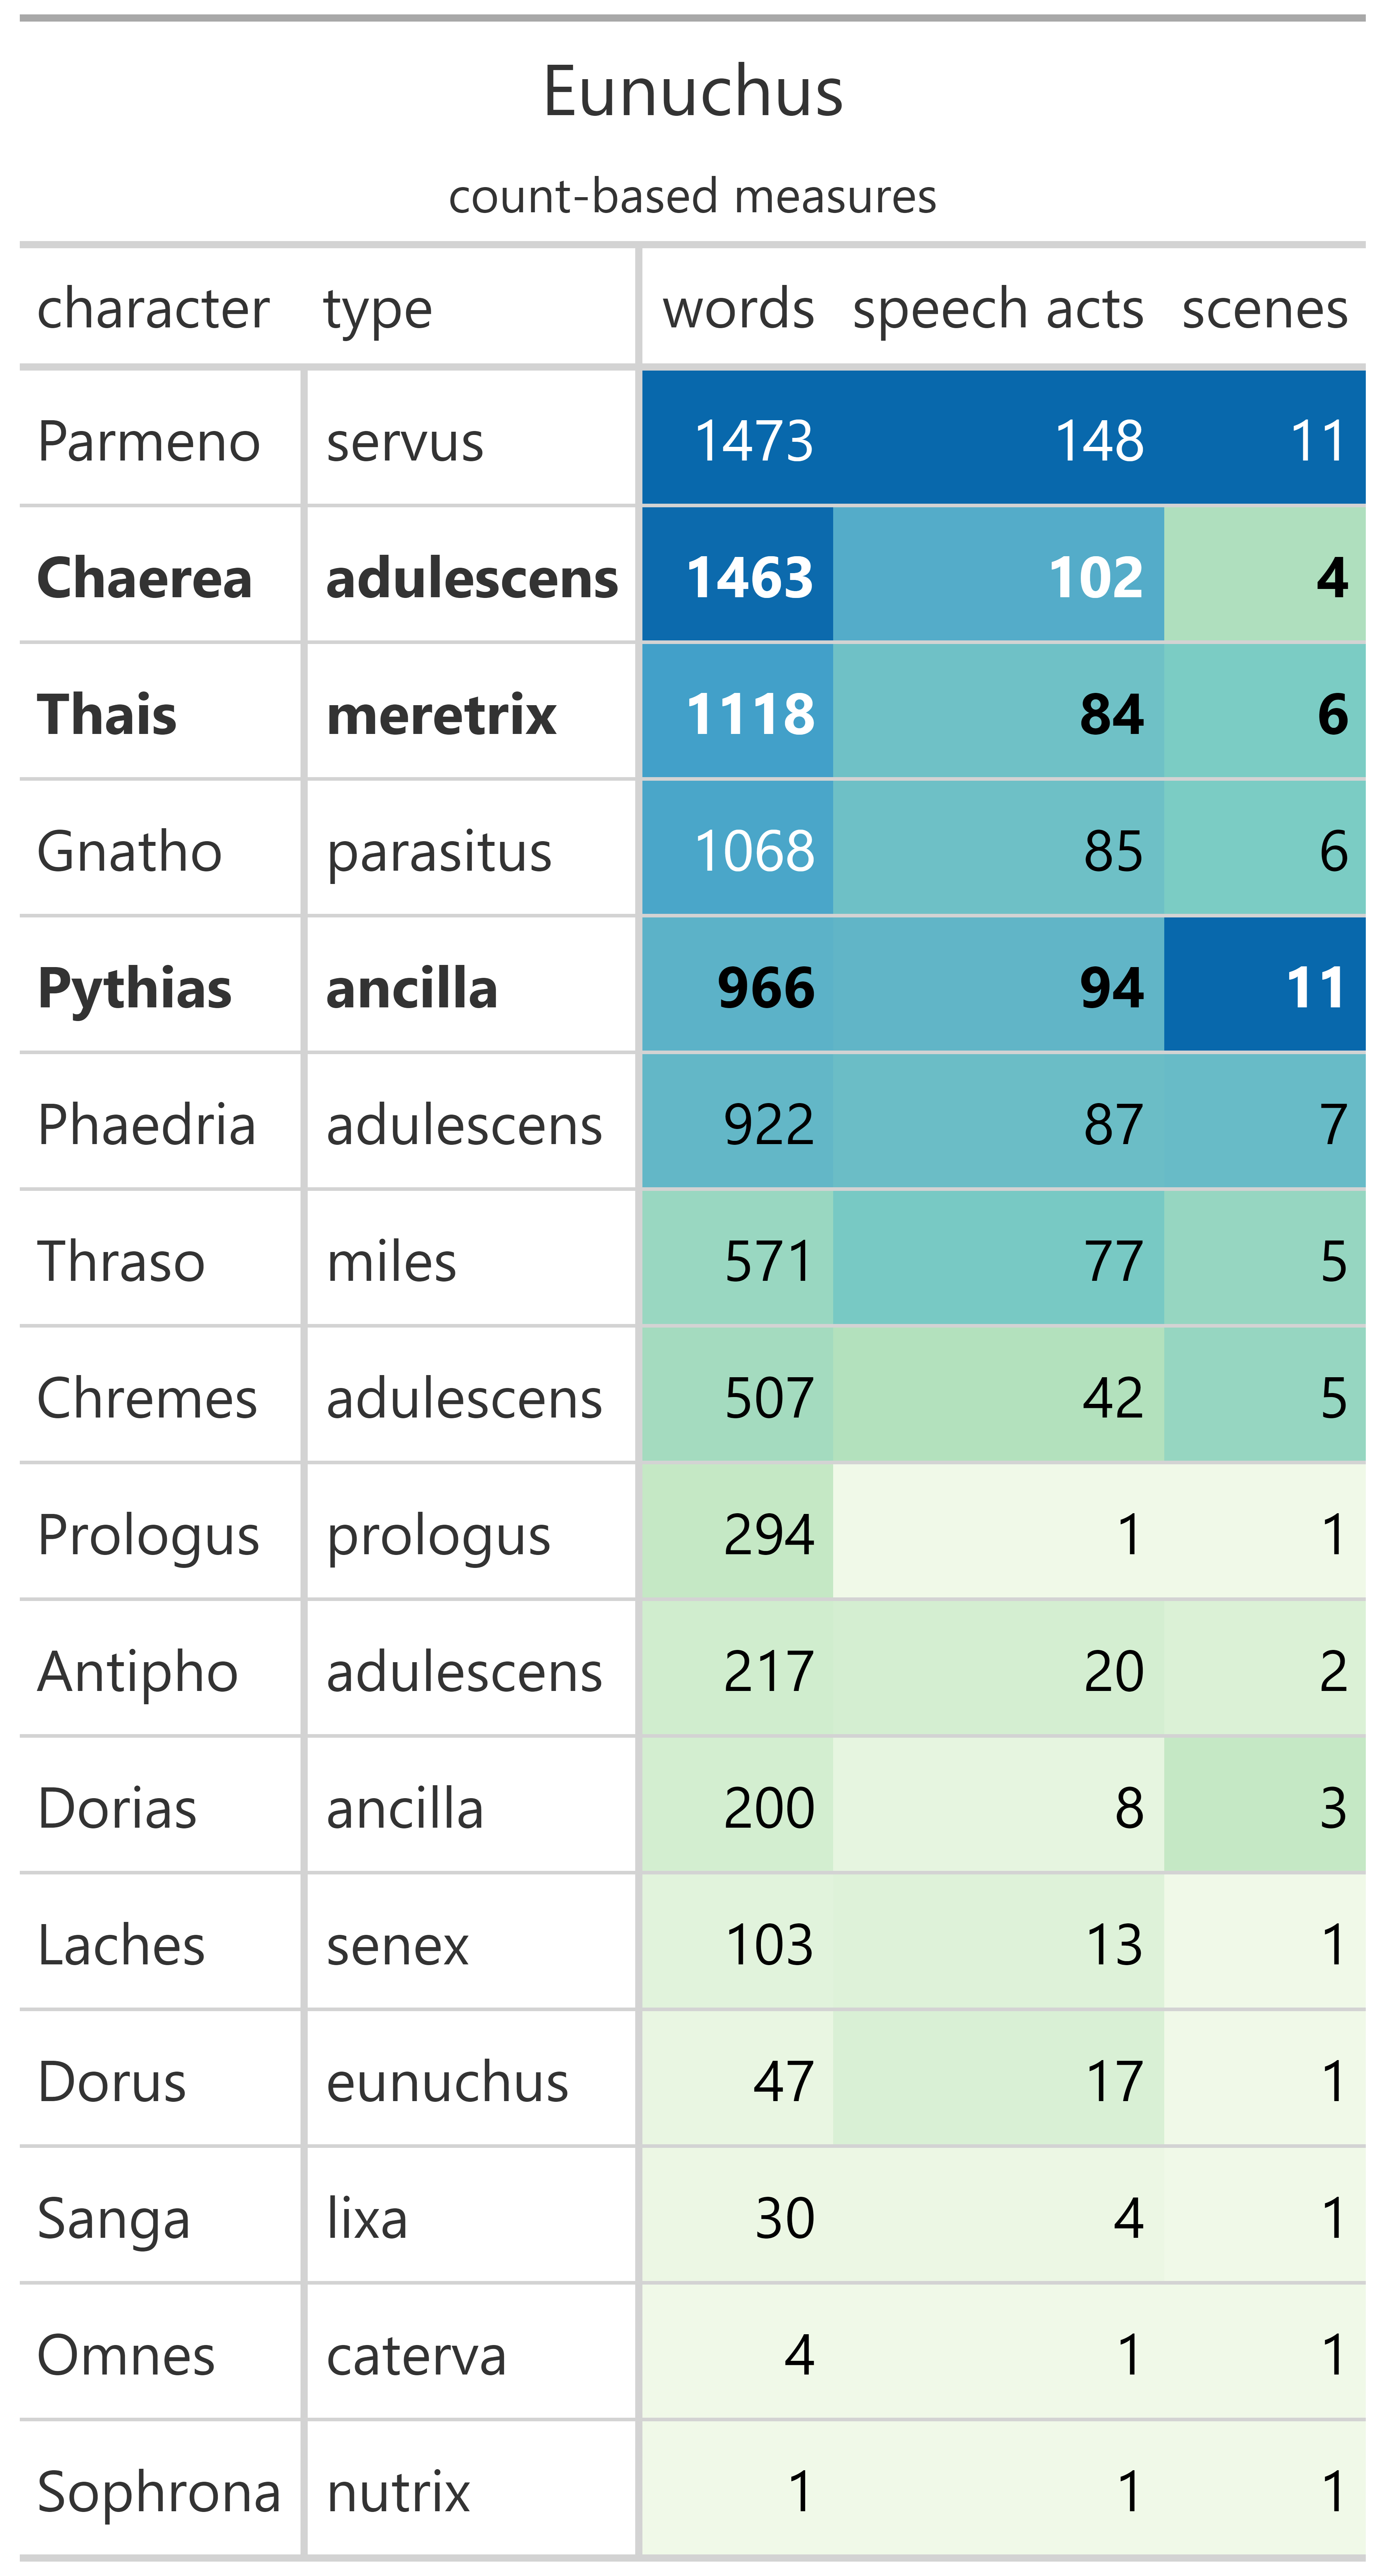 Eunuchus
count-based measures
character type words speech acts scenes
Parmeno servus 1473 148 11
Chaerea adulescens 1463 102 4
Thais meretrix 1118 84 6
Gnatho parasitus 1068 85 6
Pythias ancilla 966 94 11
Phaedria adulescens 922 87 7
Thraso miles 571 77 5
Chremes adulescens 507 42 5
Prologus prologus 294 1 1
Antipho adulescens 217 20 2
Dorias ancilla 200 8 3
Laches senex 103 13 1
Dorus eunuchus 47 17 1
Sanga lixa 30 4 1
Omnes caterva 4 1 1
Sophrona nutrix 1 1 1